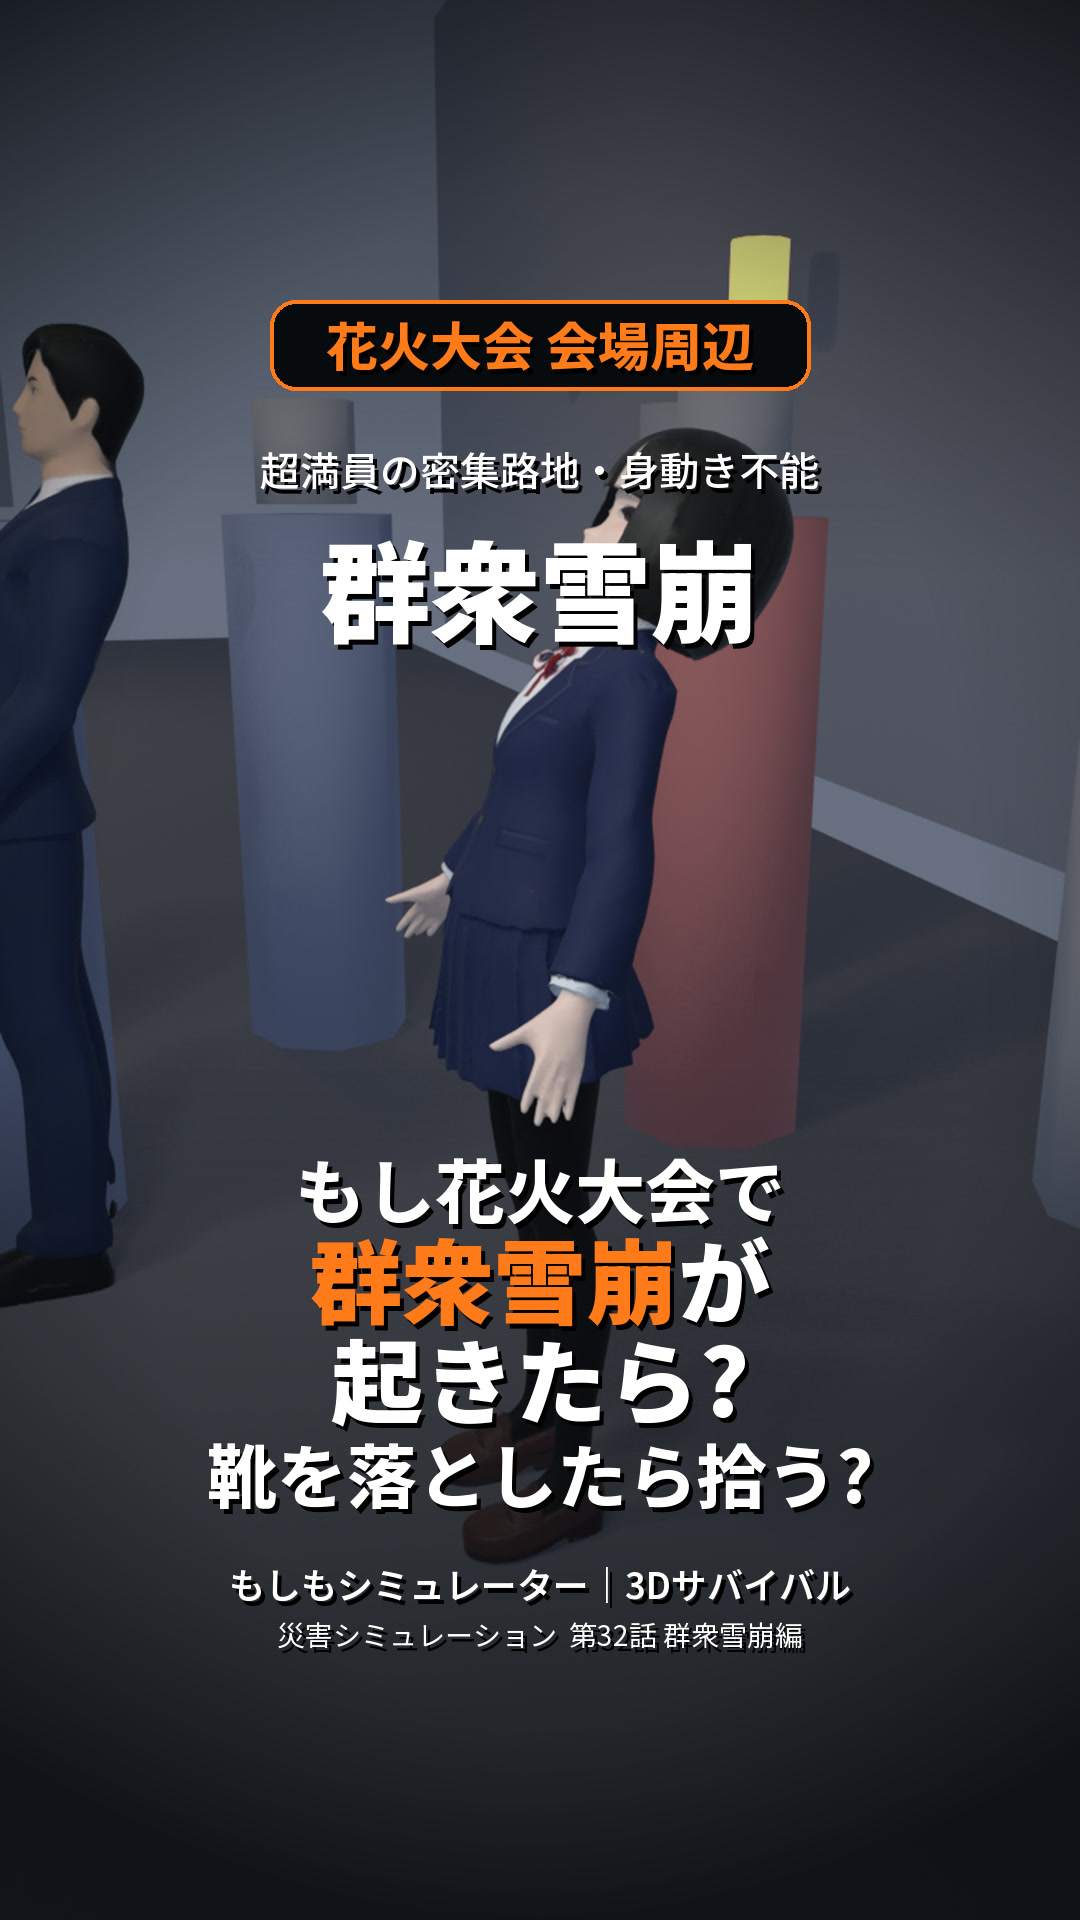 花火大会 会場周辺
超満員の密集路地・身動き不能
群衆雪崩
もし花火大会で
群衆雪崩が
起きたら?
靴を落としたら拾う?
もしもシミュレーター｜3Dサバイバル
災害シミュレーション 第32話 群衆雪崩編